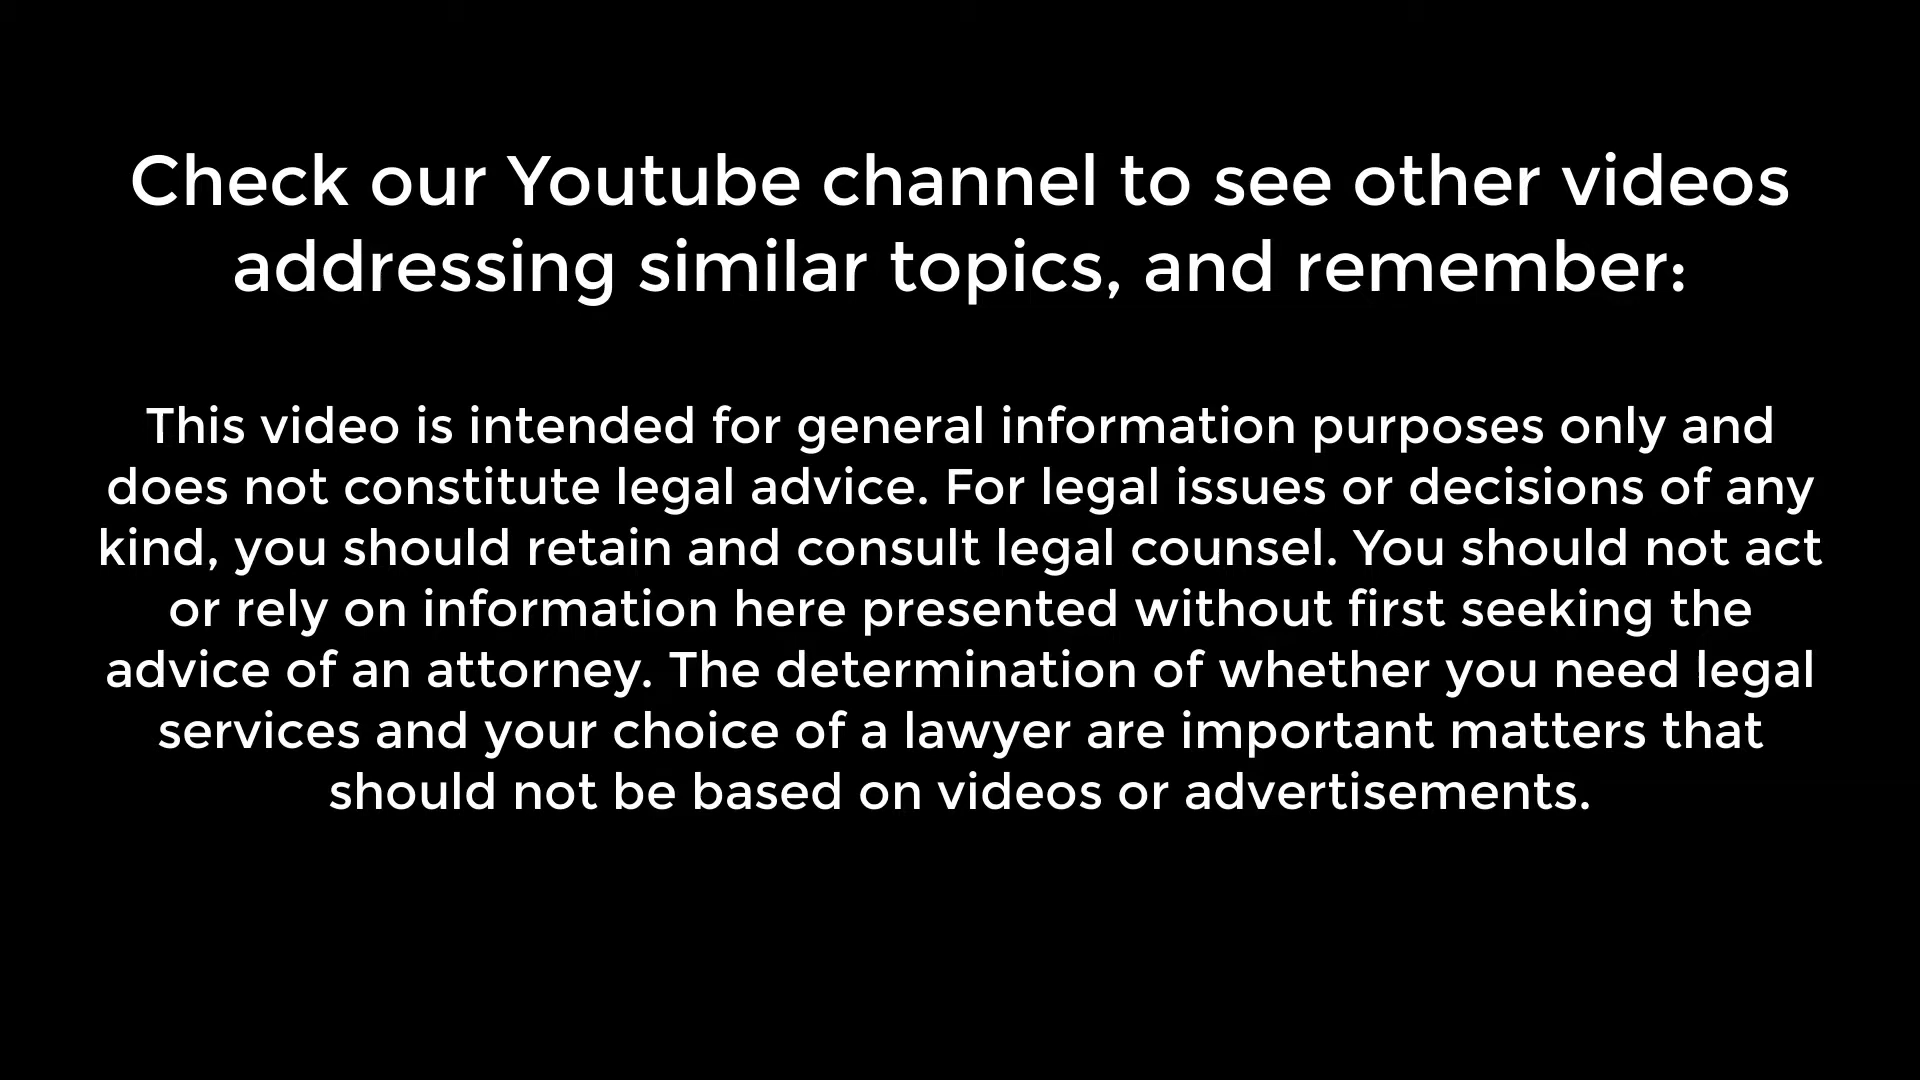 Check our Youtube channel to see other videos
addressing similar topics, and remember:
This video is intended for general information purposes only and
does not constitute legal advice. For legal issues or decisions of any
kind, you should retain and consult legal counsel. You should not act
or rely on information here presented without first seeking the
advice of an attorney. The determination of whether you need legal
services and your choice of a lawyer are important matters that
should not be based on videos or advertisements.